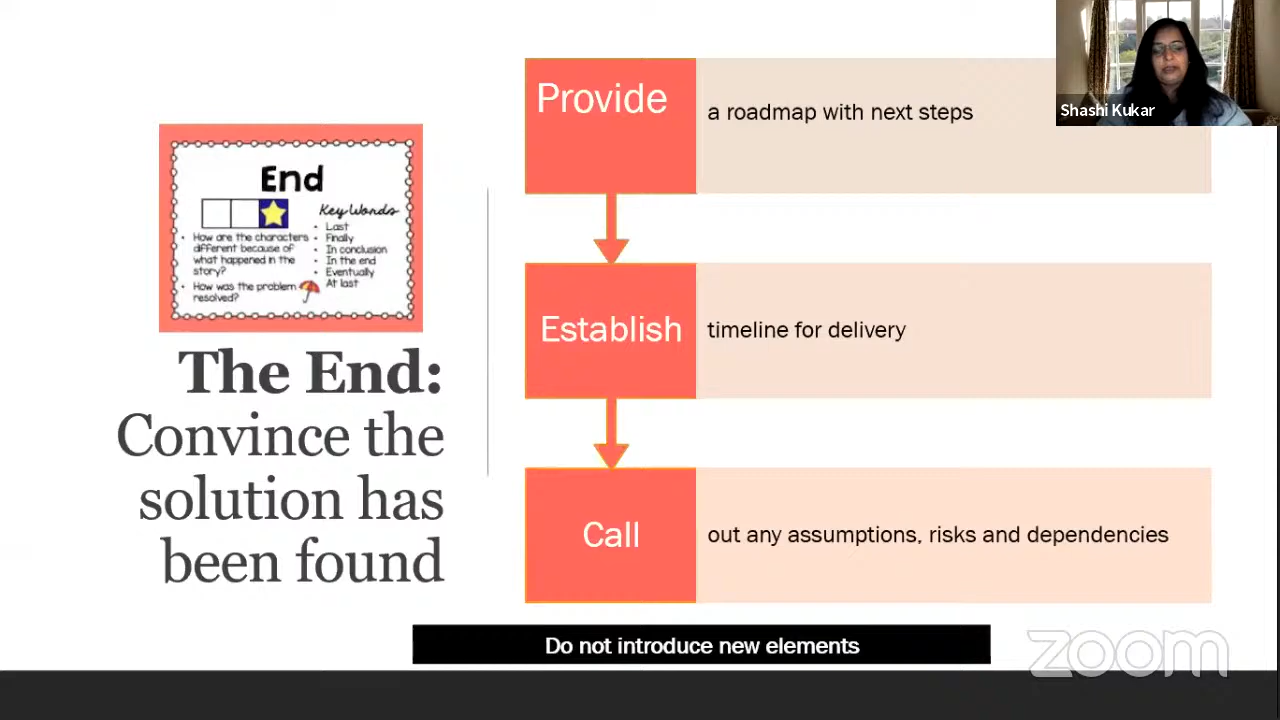 End
Key Words
• How are the characters
different because of
what happened in the
story?
• How was the problem
resolved?
• Last
• Finally
• In conclusion
• In the end
• Eventually
• At last
The End:
Convince the
solution has
been found
Provide
a roadmap with next steps
Establish
timeline for delivery
Call
out any assumptions, risks and dependencies
Do not introduce new elements
Shashi Kukar
zoom